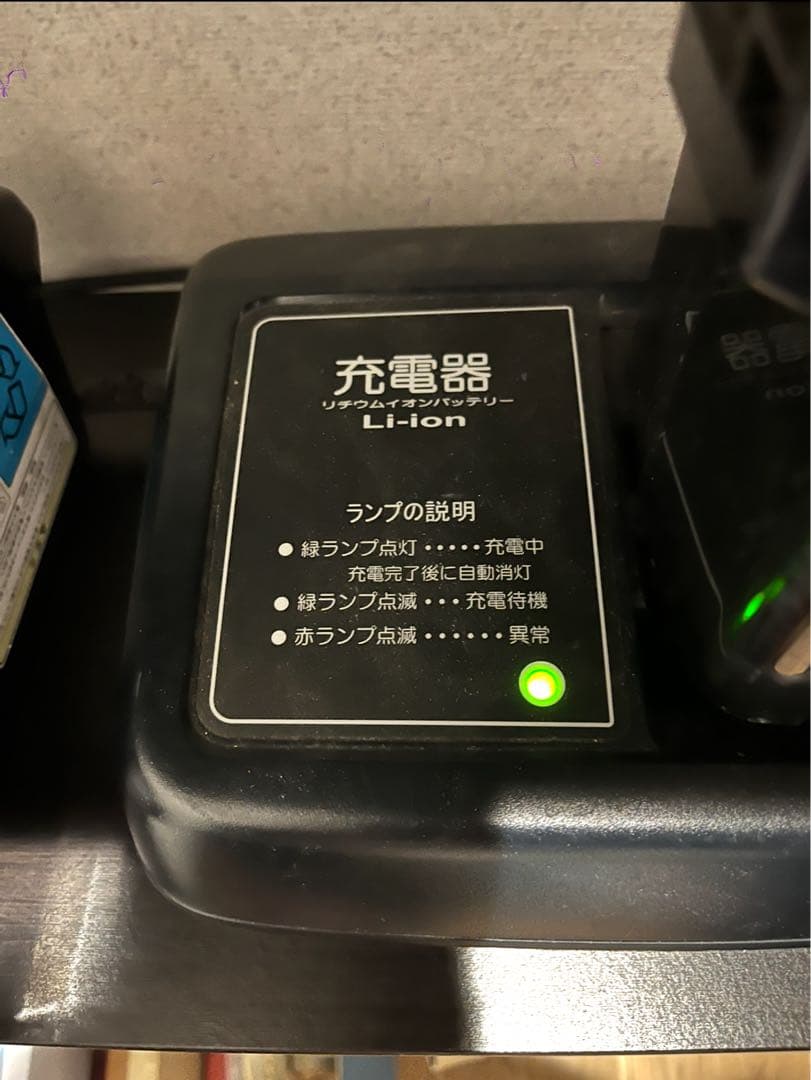 充電器
リチウムイオンバッテリー
Li-ion
ランプの説明
●緑ランプ点灯・・・・・充電中
充電完了後に自動消灯
●緑ランプ点滅・・・充電待機
●赤ランプ点滅・・・・・・異常